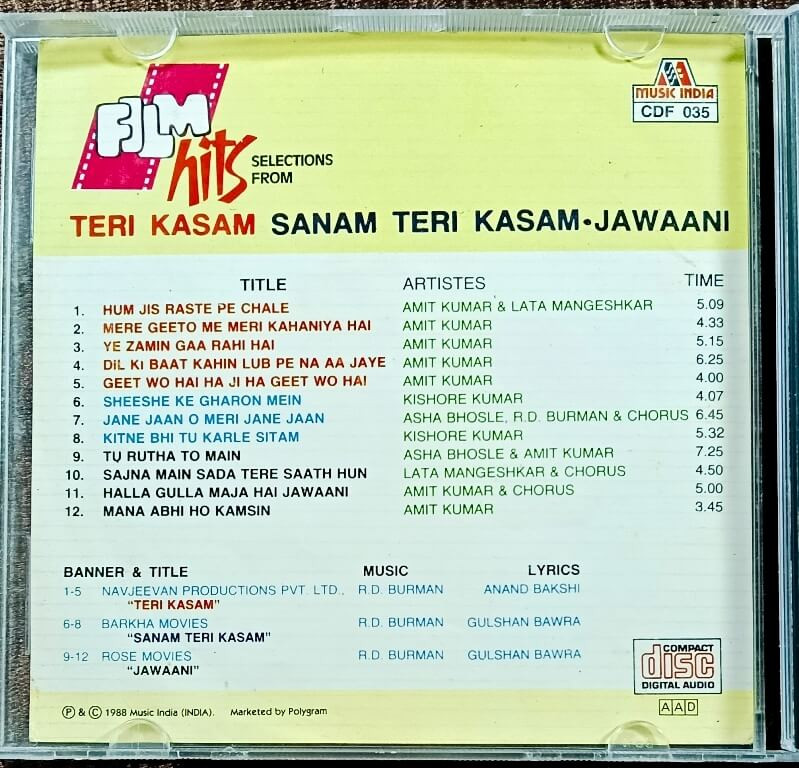 FILM
hits SELECTIONS
FROM
MUSIC INDIA
CDF 035
TERI KASAM SANAM TERI KASAM•JAWAANI
TITLE ARTISTES TIME
1. HUM JIS RASTE PE CHALE AMIT KUMAR & LATA MANGESHKAR 5.09
2. MERE GEETO ME MERI KAHANIYA HAI AMIT KUMAR 4.33
3. YE ZAMIN GAA RAHI HAI AMIT KUMAR 5.15
4. DIL KI BAAT KAHIN LUB PE NA AA JAYE AMIT KUMAR 6.25
5. GEET WO HAI HA JI HA GEET WO HAI AMIT KUMAR 4.00
6. SHEESHE KE GHARON MEIN KISHORE KUMAR 4.07
7. JANE JAAN O MERI JANE JAAN ASHA BHOSLE, R.D. BURMAN & CHORUS 6.45
8. KITNE BHI TU KARLE SITAM KISHORE KUMAR 5.32
9. TU RUTHA TO MAIN ASHA BHOSLE & AMIT KUMAR 7.25
10. SAJNA MAIN SADA TERE SAATH HUN LATA MANGESHKAR & CHORUS 4.50
11. HALLA GULLA MAJA HAI JAWAANI AMIT KUMAR & CHORUS 5.00
12. MANA ABHI HO KAMSIN AMIT KUMAR 3.45
BANNER & TITLE MUSIC LYRICS
1-5 NAVJEEVAN PRODUCTIONS PVT. LTD., R.D. BURMAN ANAND BAKSHI
"TERI KASAM"
6-8 BARKHA MOVIES R.D. BURMAN GULSHAN BAWRA
"SANAM TERI KASAM"
9-12 ROSE MOVIES R.D. BURMAN GULSHAN BAWRA
"JAWAANI"
COMPACT
disc
DIGITAL AUDIO
AAD
Ⓟ & © 1988 Music India (INDIA). Marketed by Polygram